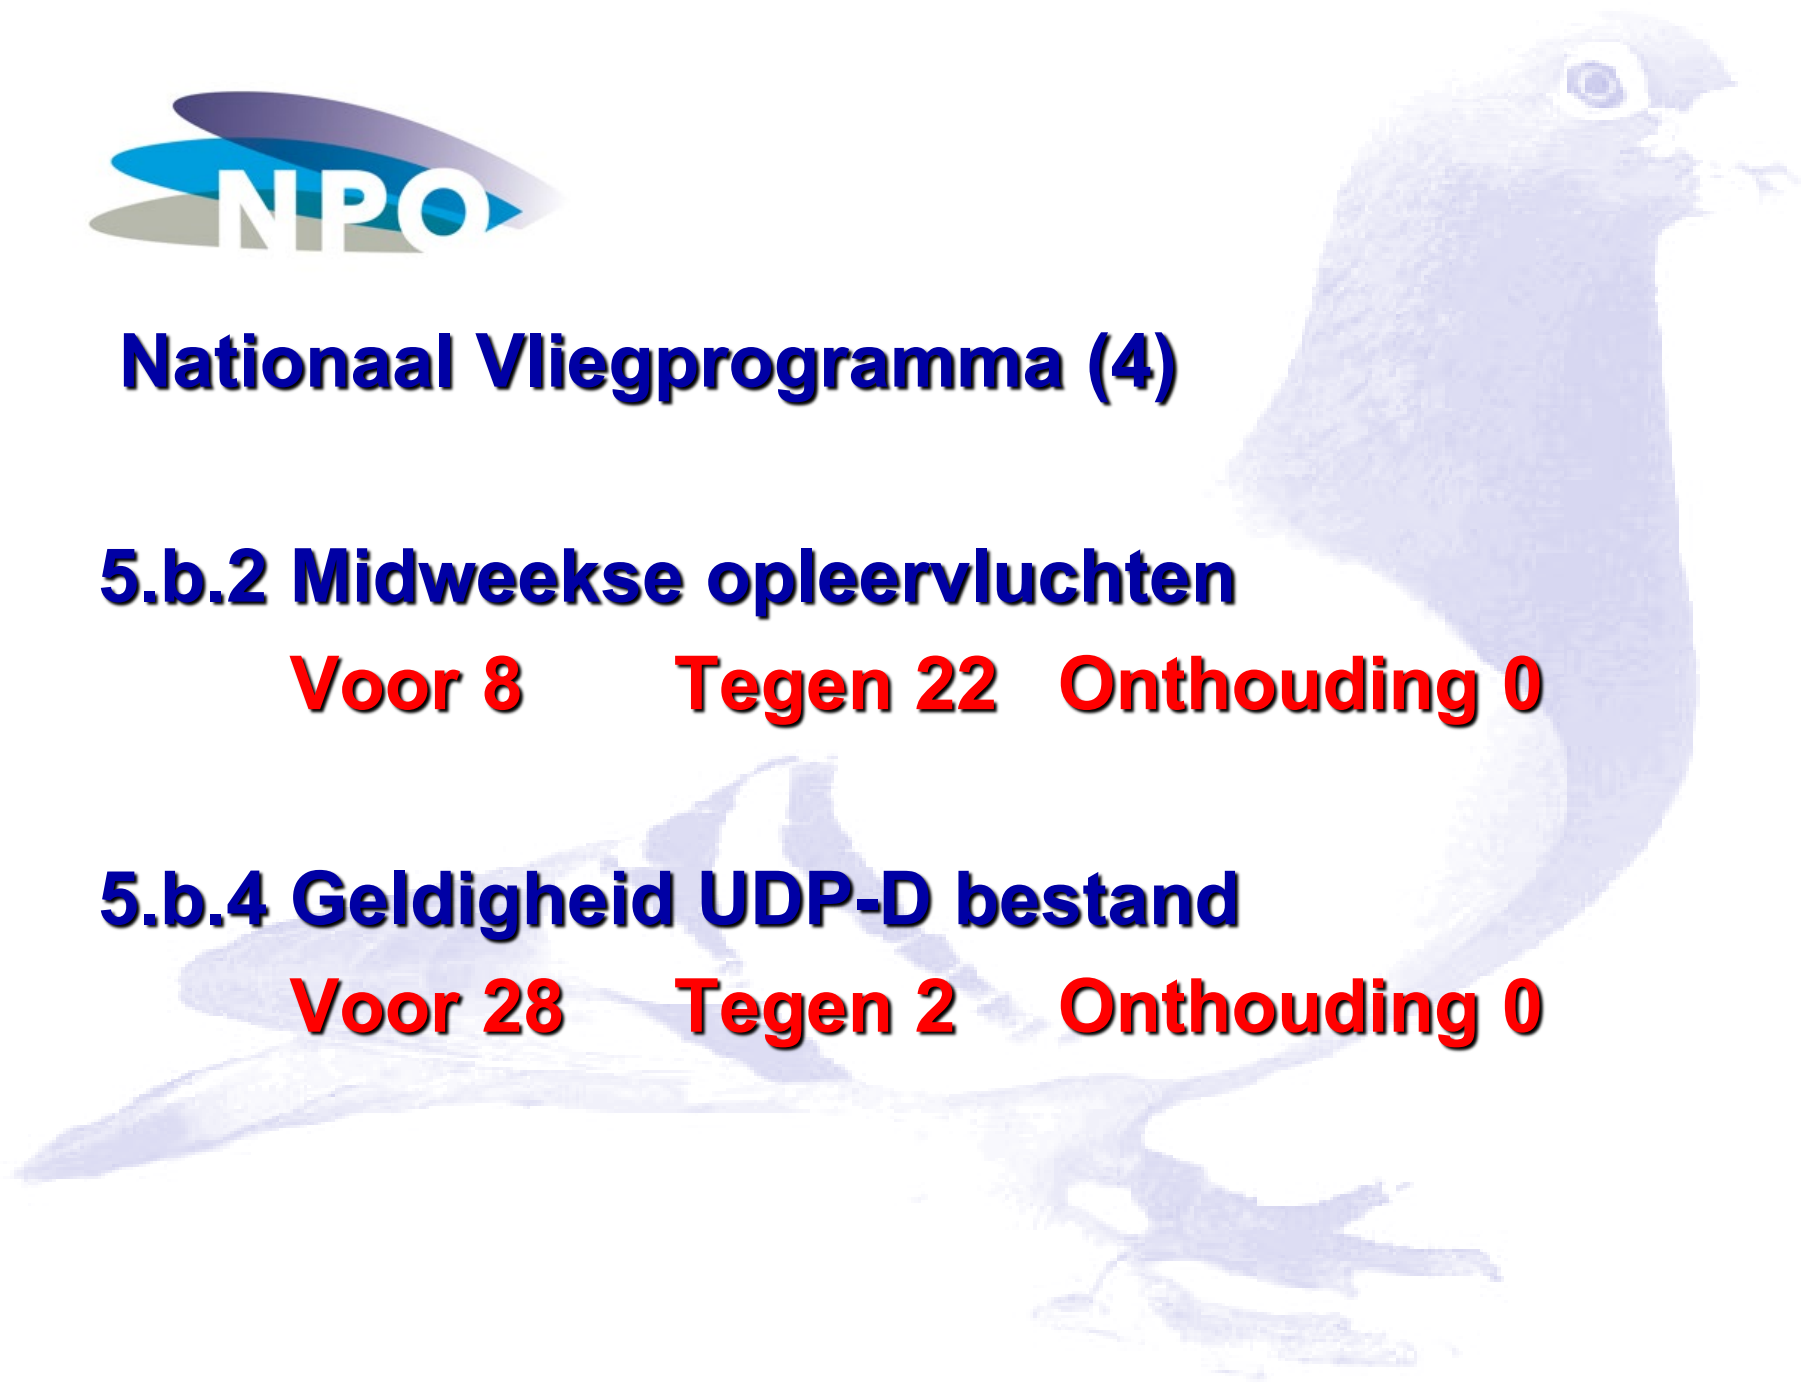 NPO
Nationaal Vliegprogramma (4)
5.b.2 Midweekse opleervluchten
Voor 8 Tegen 22 Onthouding 0
5.b.4 Geldigheid UDP-D bestand
Voor 28 Tegen 2 Onthouding 0